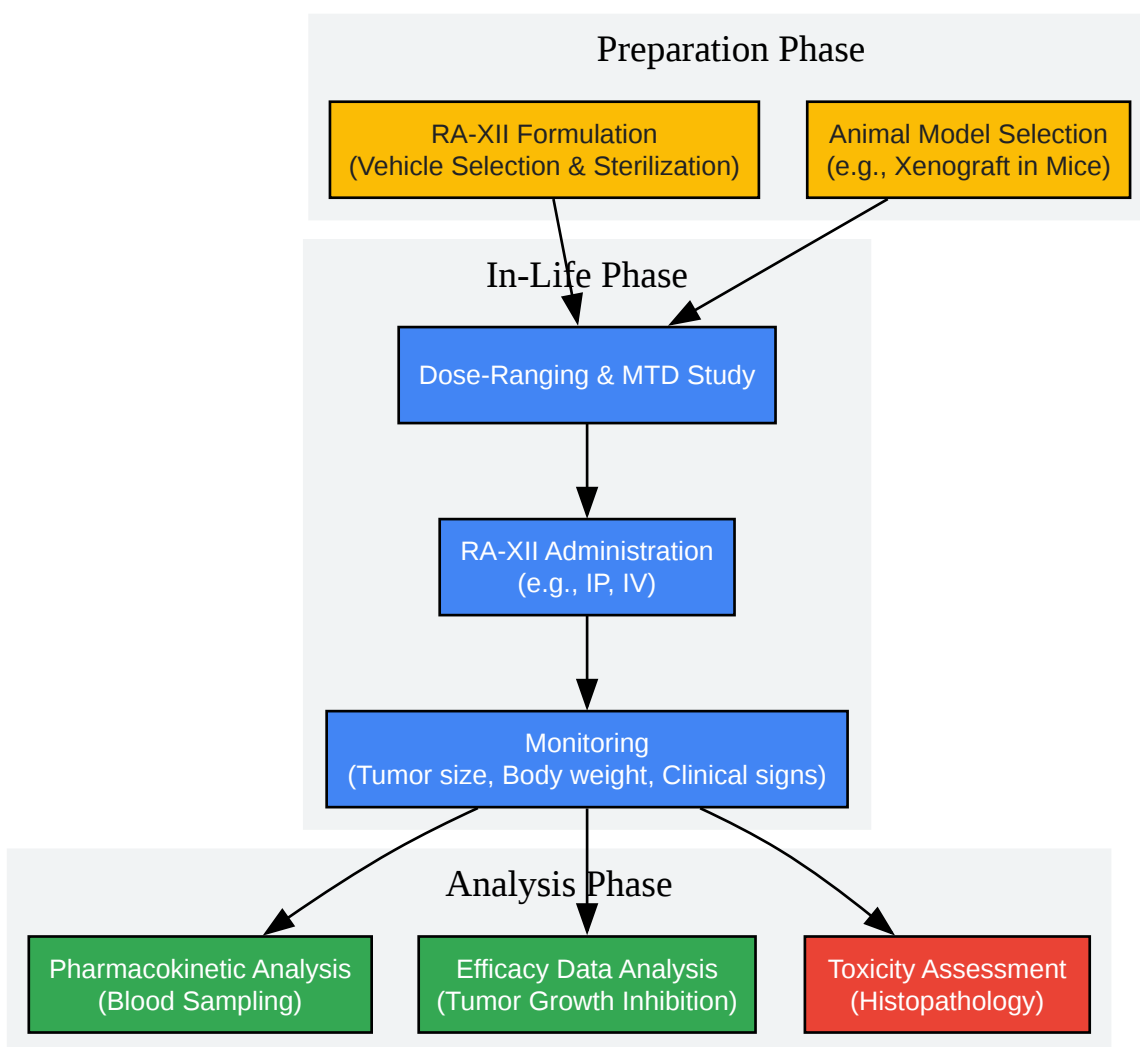 Preparation Phase
RA-XII Formulation
(Vehicle Selection & Sterilization)
Animal Model Selection
(e.g., Xenograft in Mice)
In-Life Phase
Dose-Ranging & MTD Study
RA-XII Administration
(e.g., IP, IV)
Monitoring
(Tumor size, Body weight, Clinical signs)
Analysis Phase
Pharmacokinetic Analysis
(Blood Sampling)
Efficacy Data Analysis
(Tumor Growth Inhibition)
Toxicity Assessment
(Histopathology)